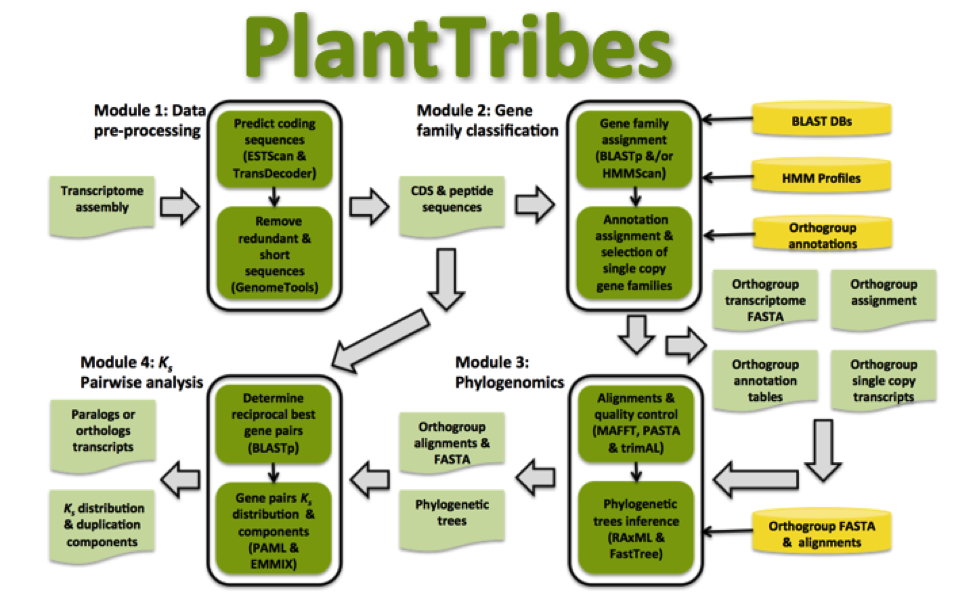 PlantTribes
Module 1: Data
pre-processing
Predict coding
sequences
(ESTScan &
TransDecoder)
Remove
redundant &
short
sequences
(GenomeTools)
Transcriptome
assembly
CDS & peptide
sequences
Module 2: Gene
family classification
Gene family
assignment
(BLASTp &/or
HMMScan)
Annotation
assignment &
selection of
single copy
gene families
BLAST DBs
HMM Profiles
Orthogroup
annotations
Orthogroup
transcriptome
FASTA
Orthogroup
assignment
Orthogroup
annotation
tables
Orthogroup
single copy
transcripts
Module 3:
Phylogenomics
Alignments &
quality control
(MAFFT, PASTA
& trimAL)
Phylogenetic
trees inference
(RAxML &
FastTree)
Orthogroup FASTA
& alignments
Orthogroup
alignments &
FASTA
Phylogenetic
trees
Module 4: Ks
Pairwise analysis
Determine
reciprocal best
gene pairs
(BLASTp)
Gene pairs Ks
distribution &
components
(PAML &
EMMIX)
Paralogs or
orthologs
transcripts
Ks distribution
& duplication
components